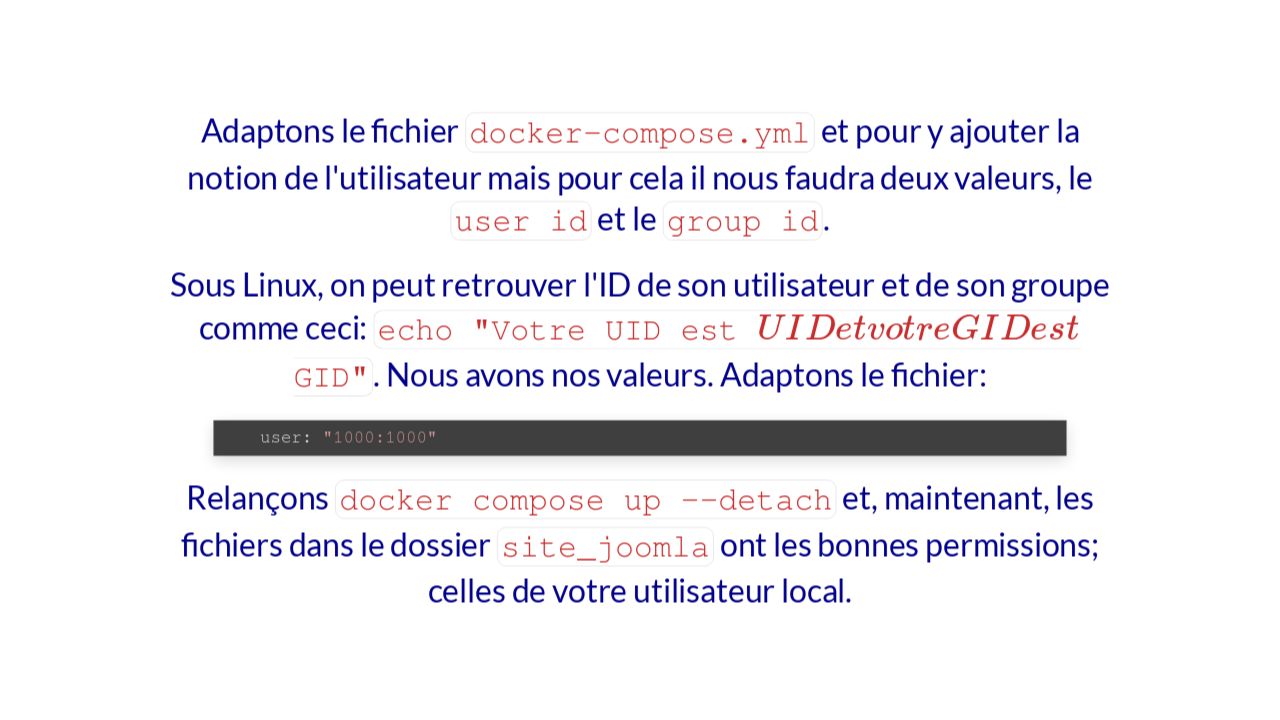 Adaptons le fichier docker-compose.yml et pour y ajouter la
notion de l'utilisateur mais pour cela il nous faudra deux valeurs, le
user id et le group id.
Sous Linux, on peut retrouver l'ID de son utilisateur et de son groupe
comme ceci: echo "Votre UID est UIDetvotreGIDest
GID". Nous avons nos valeurs. Adaptons le fichier:
user: "1000:1000"
Relançons docker compose up --detach et, maintenant, les
fichiers dans le dossier site_joomla ont les bonnes permissions;
celles de votre utilisateur local.